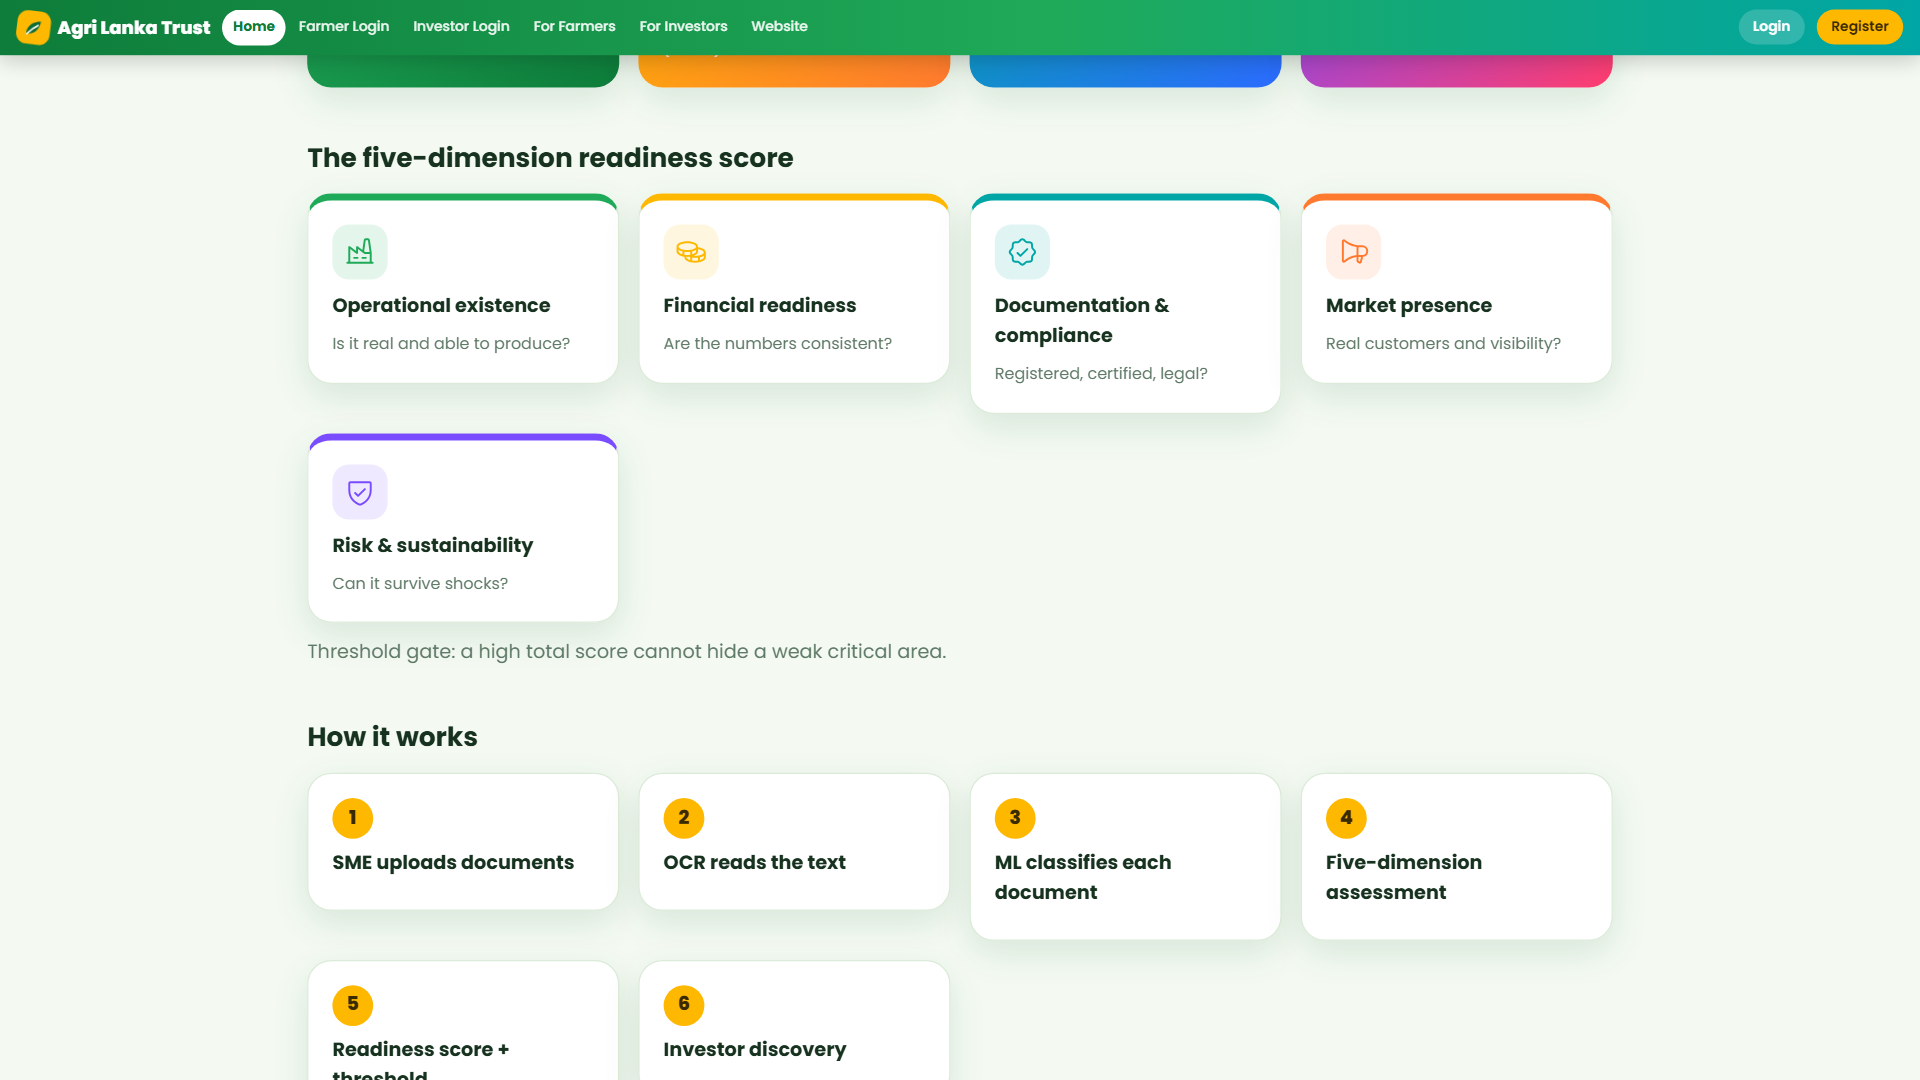 Agri Lanka Trust
Home
Farmer Login
Investor Login
For Farmers
For Investors
Website
Login
Register
The five-dimension readiness score
Operational existence
Is it real and able to produce?
Financial readiness
Are the numbers consistent?
Documentation &
compliance
Registered, certified, legal?
Market presence
Real customers and visibility?
Risk & sustainability
Can it survive shocks?
Threshold gate: a high total score cannot hide a weak critical area.
How it works
1
SME uploads documents
2
OCR reads the text
3
ML classifies each
document
4
Five-dimension
assessment
5
Readiness score +
threshold
6
Investor discovery